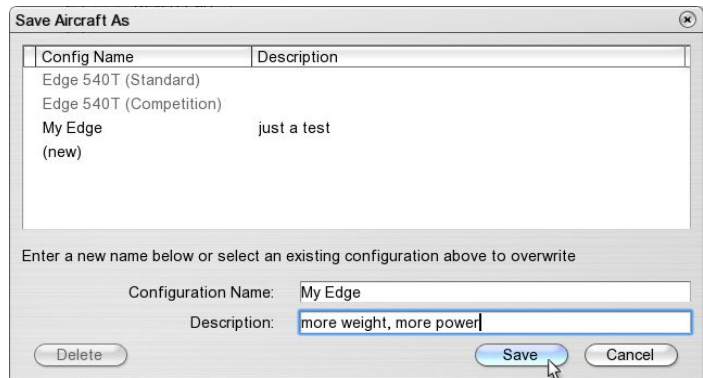 Save Aircraft As
Config Name Description
Edge 540T (Standard)
Edge 540T (Competition)
My Edge just a test
(new)
Enter a new name below or select an existing configuration above to overwrite
Configuration Name: My Edge
Description: more weight, more power
Delete Save Cancel